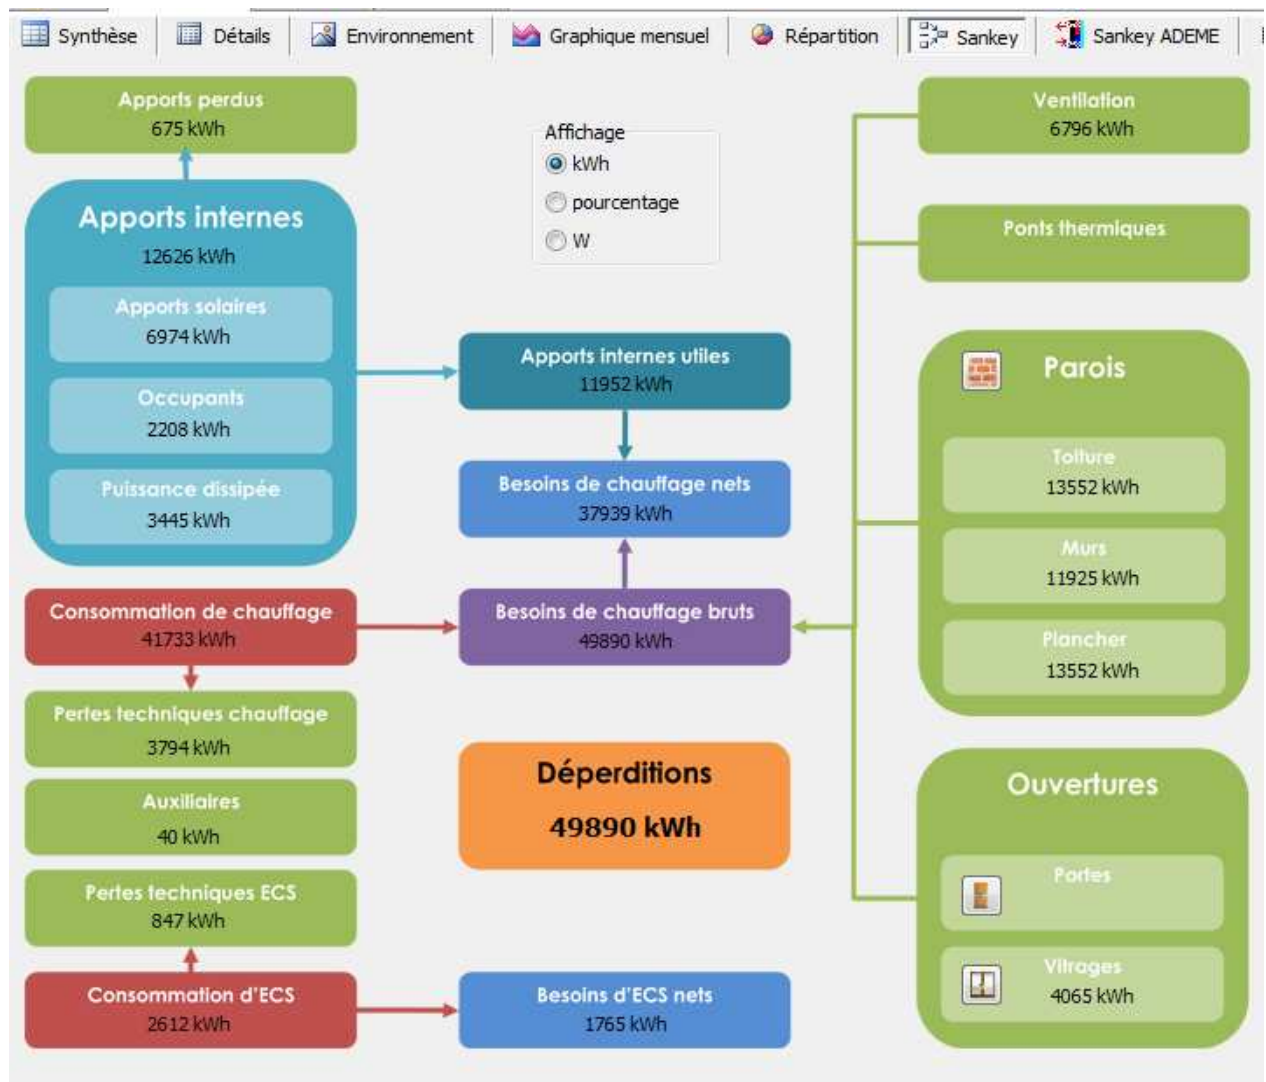 Synthèse
Détails
Environnement
Graphique mensuel
Répartition
Sankey
Sankey ADEME
Apports perdus
675 kWh
Apports internes
12626 kWh
Apports solaires
6974 kWh
Occupants
2208 kWh
Puissance dissipée
3445 kWh
Consommation de chauffage
41733 kWh
Pertes techniques chauffage
3794 kWh
Auxiliaires
40 kWh
Pertes techniques ECS
847 kWh
Consommation d'ECS
2612 kWh
Affichage
kWh
pourcentage
W
Apports internes utiles
11952 kWh
Besoins de chauffage nets
37939 kWh
Besoins de chauffage bruts
49890 kWh
Déperditions
49890 kWh
Besoins d'ECS nets
1765 kWh
Ventilation
6796 kWh
Ponts thermiques
Parois
Toiture
13552 kWh
Murs
11925 kWh
Plancher
13552 kWh
Ouvertures
Portes
Vitrages
4065 kWh